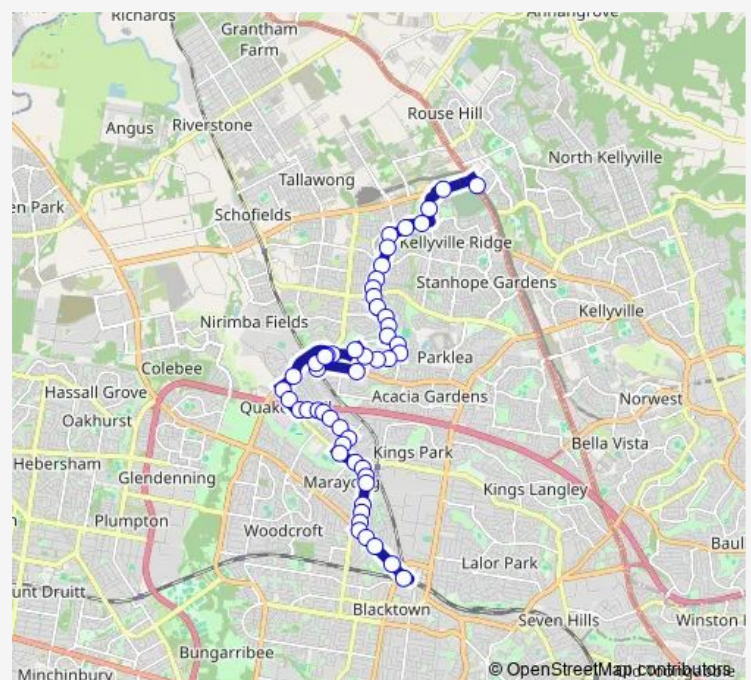 Richards
Annangrove
Grantham
Farm
Rouse Hill
Angus
Riverstone
North Kellyville
Tallawong
en Park
Schofields
Kellyville Ridge
Stanhope Gardens
Kellyville
Nirimba Fields
Parklea
Colebee
Hassall Grove
Acacia Gardens
Norwest
Oakhurst
Bella Vista
Kings Park
Hebersham
Glendenning
Kings Langley
Plumpton
Woodcroft
Baul
Lalor Park
unt Druitt
Blacktown
Seven Hills
Winston
Bungarribee
Minchinbury
© OpenStreetMap contributors